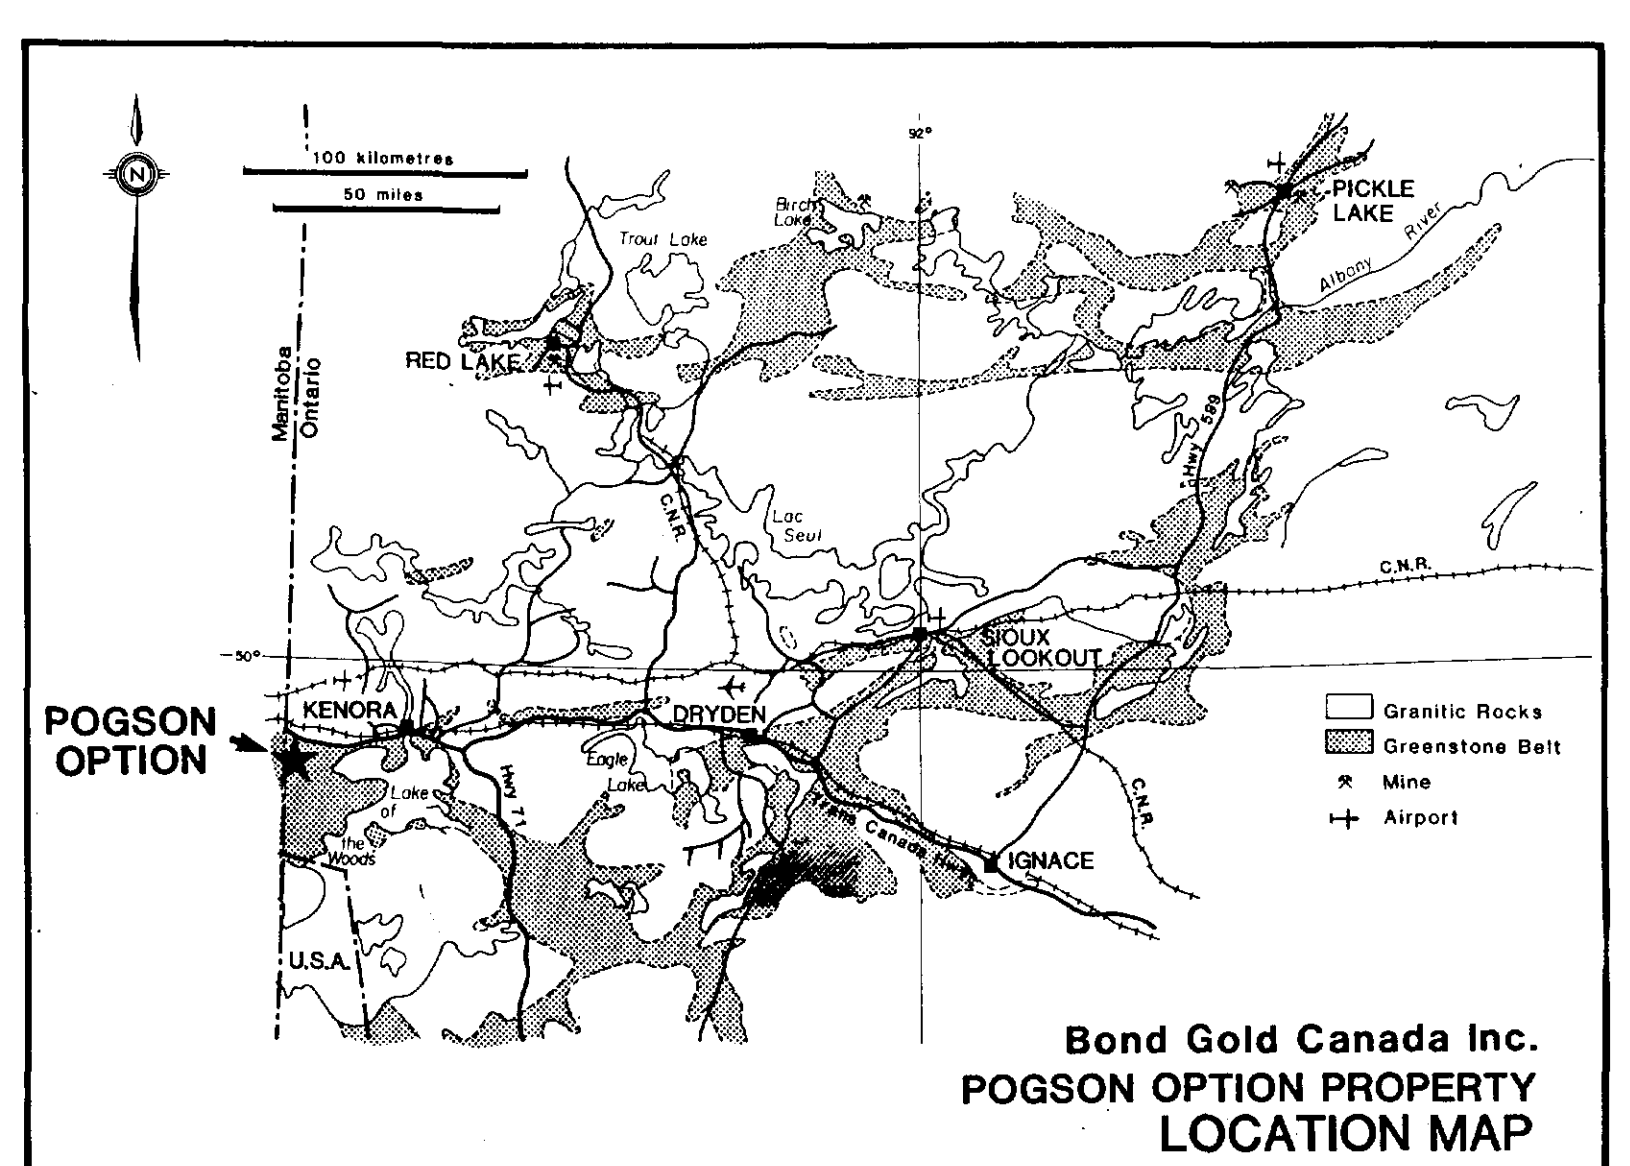 92°
N
100 kilometres
50 miles
PICKLE
LAKE
Birch
Lake
Trout Lake
Albany River
RED LAKE
Manitoba
Ontario
Hwy 599
C.N.R.
Lac
Seul
C.N.R.
SIOUX
LOOKOUT
50°
POGSON
OPTION
KENORA
DRYDEN
Granitic Rocks
Greenstone Belt
Mine
Airport
Eagle
Lake
Hwy 71
Lake
of
the
Woods
Trans Canada Hwy
C.N.R.
IGNACE
U.S.A.
Bond Gold Canada Inc.
POGSON OPTION PROPERTY
LOCATION MAP